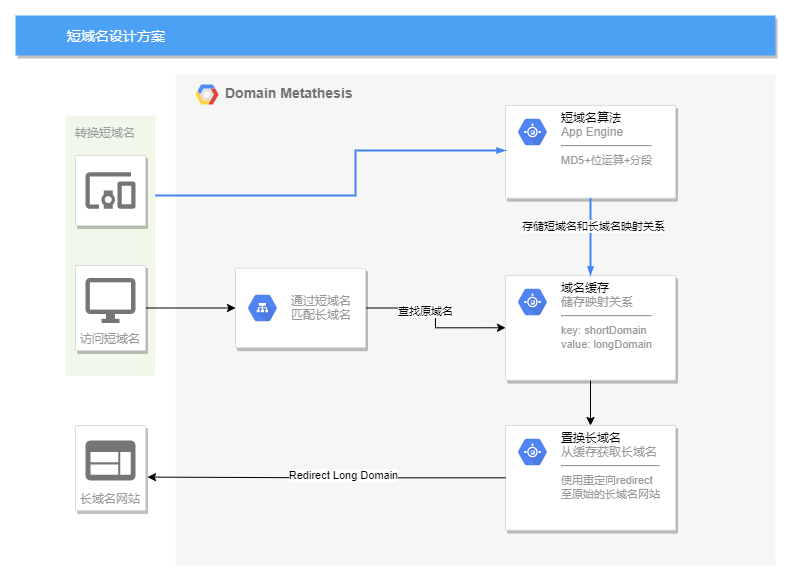 短域名设计方案
Domain Metathesis
转换短域名
短域名算法
App Engine
MD5+位运算+分段
存储短域名和长域名映射关系
访问短域名
通过短域名
匹配长域名
查找原域名
域名缓存
储存映射关系
key: shortDomain
value: longDomain
置换长域名
从缓存获取长域名
使用重定向redirect
至原始的长域名网站
Redirect Long Domain
长域名网站